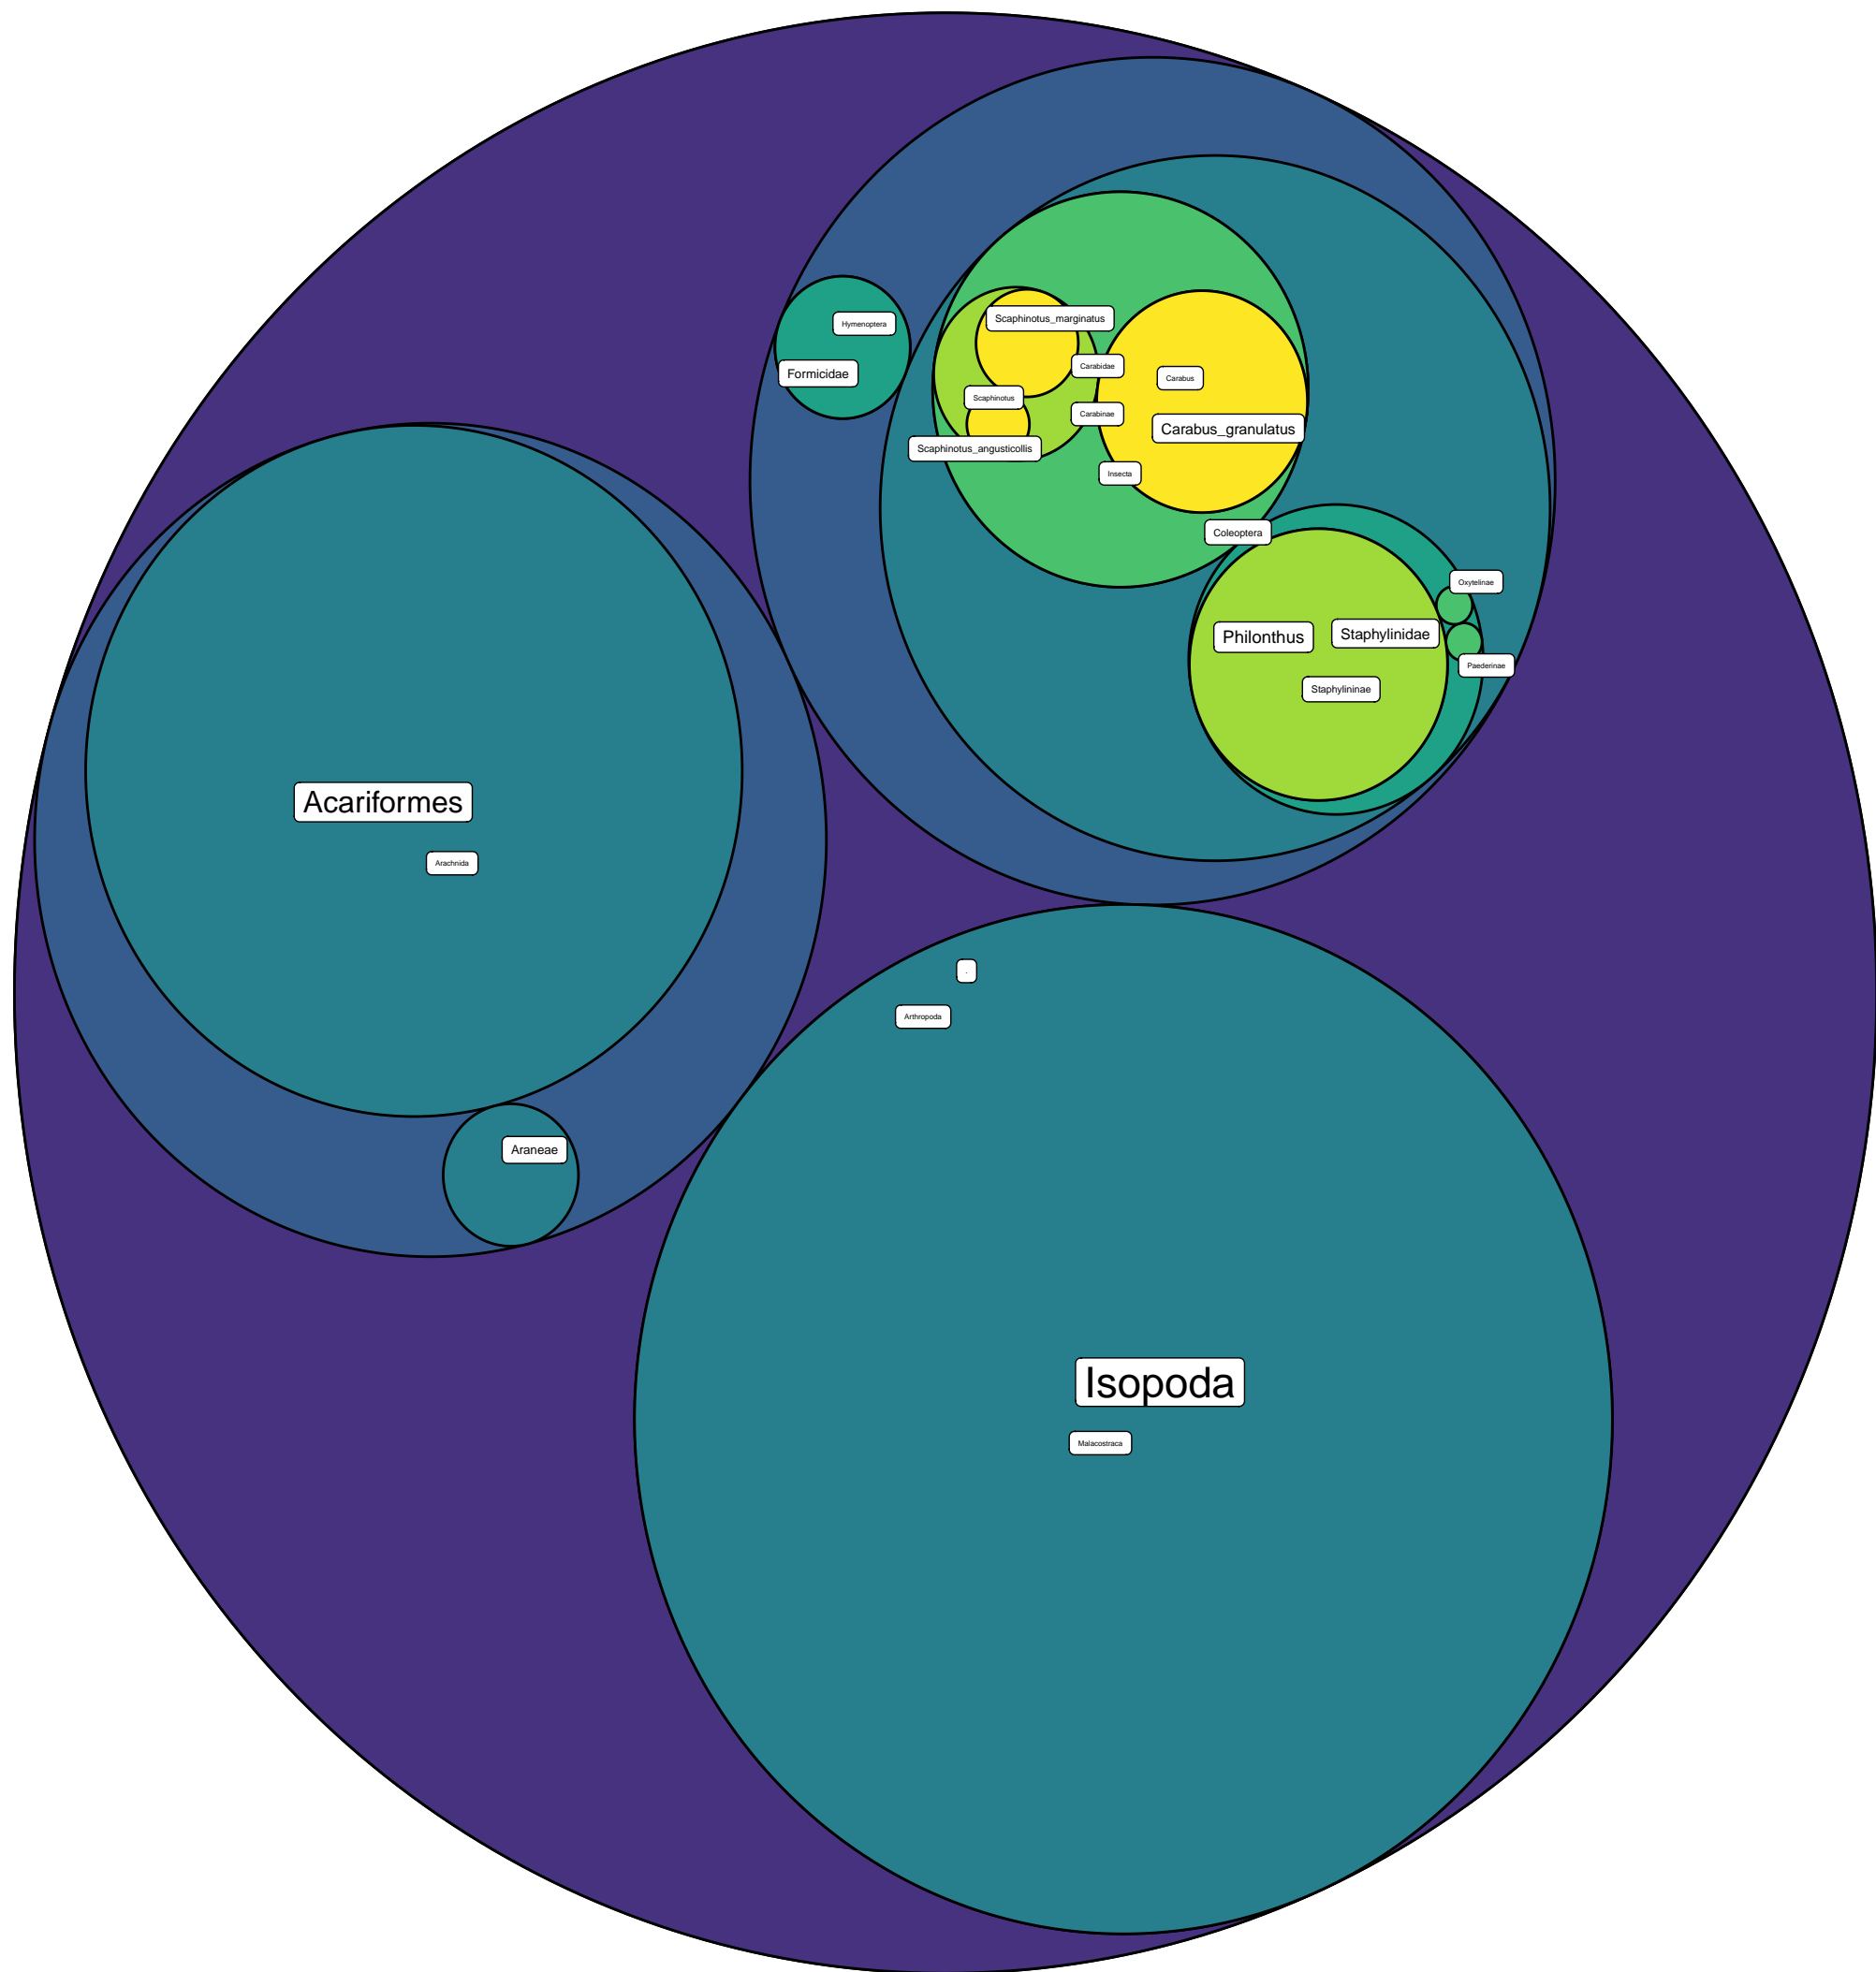 Scaphinotus_marginatus
Hymenoptera
Carabidae
Formicidae
Carabus
Scaphinotus
Carabinae
Carabus_granulatus
Scaphinotus_angusticollis
Insecta
Coleoptera
Oxytelinae
Staphylinidae
Philonthus
Paederinae
Staphylininae
Acariformes
Arachnida
.
Arthropoda
Araneae
Isopoda
Malacostraca